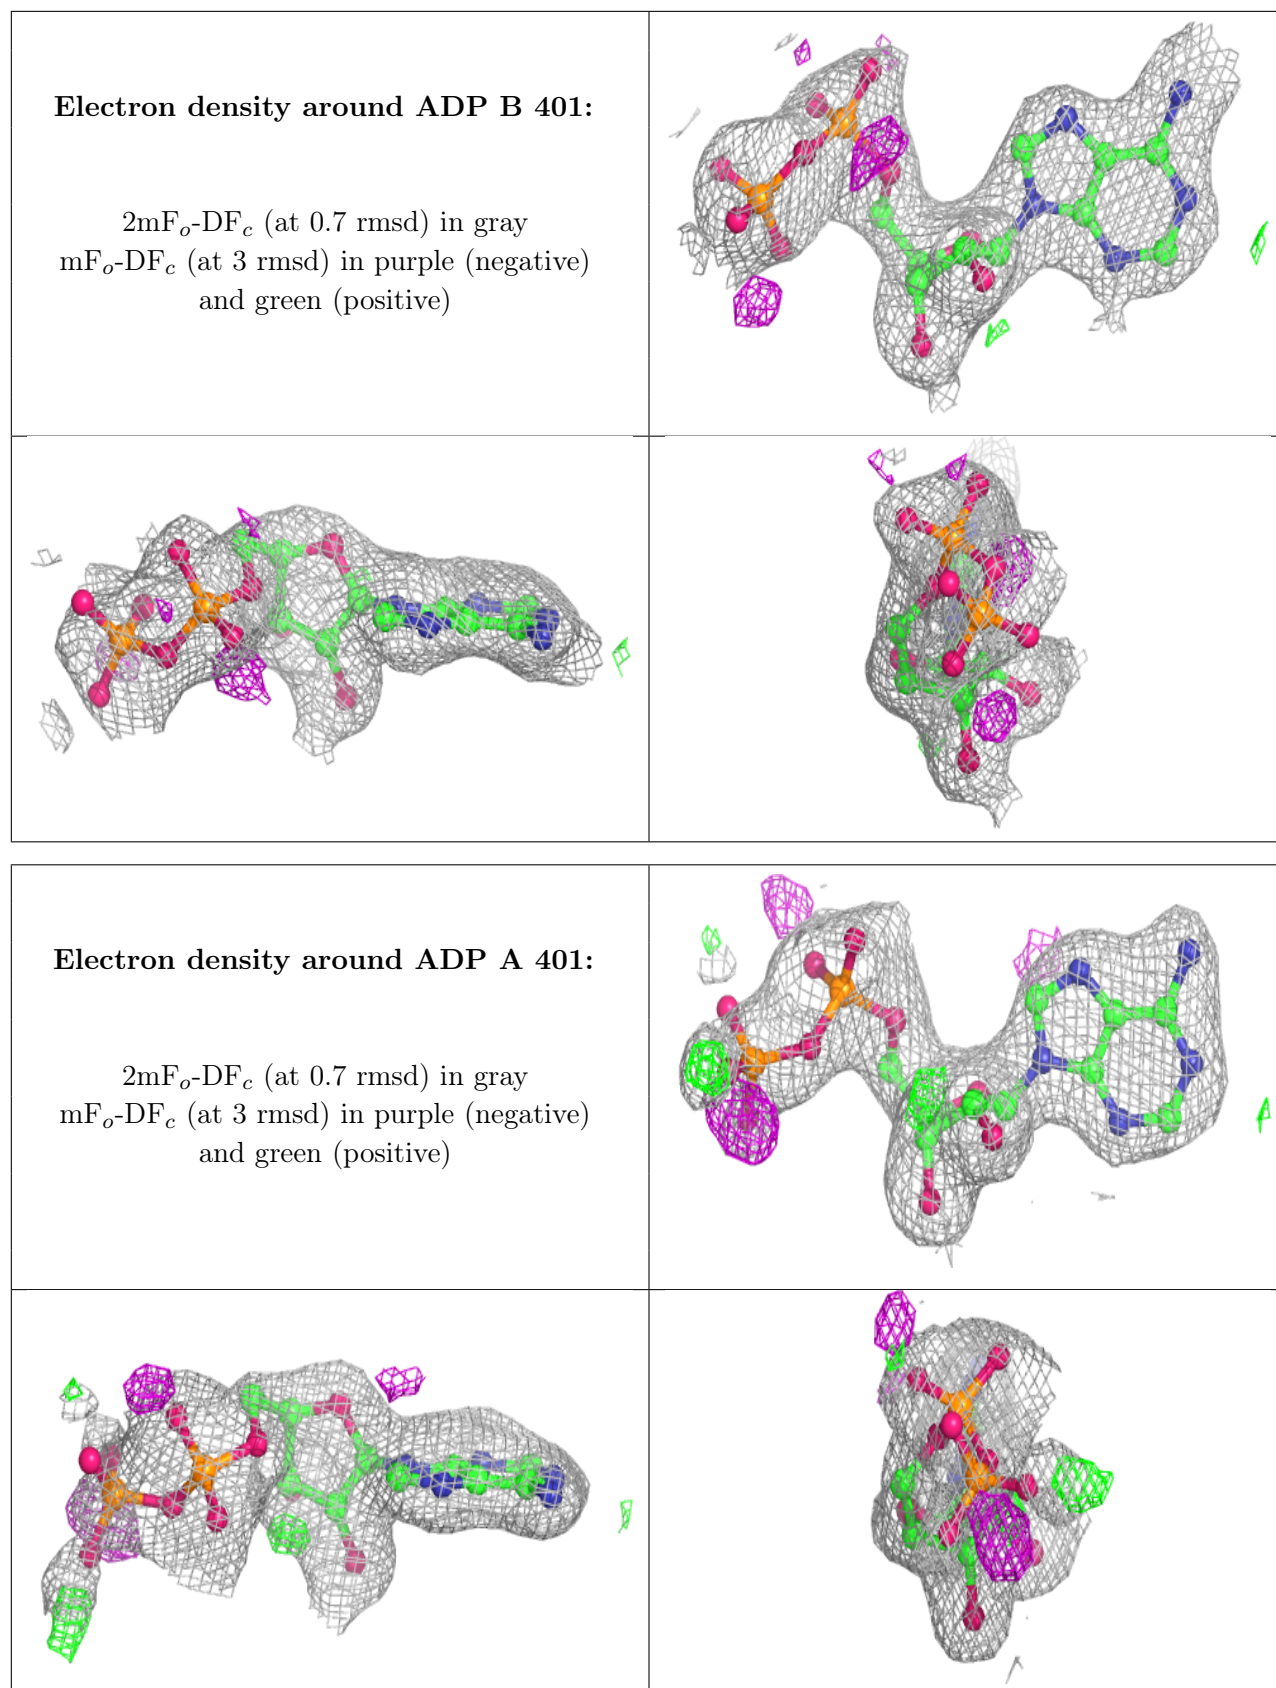 Electron density around ADP B 401:
2mFₒ-DF𝒸 (at 0.7 rmsd) in gray
mFₒ-DF𝒸 (at 3 rmsd) in purple (negative)
and green (positive)
Electron density around ADP A 401:
2mFₒ-DF𝒸 (at 0.7 rmsd) in gray
mFₒ-DF𝒸 (at 3 rmsd) in purple (negative)
and green (positive)